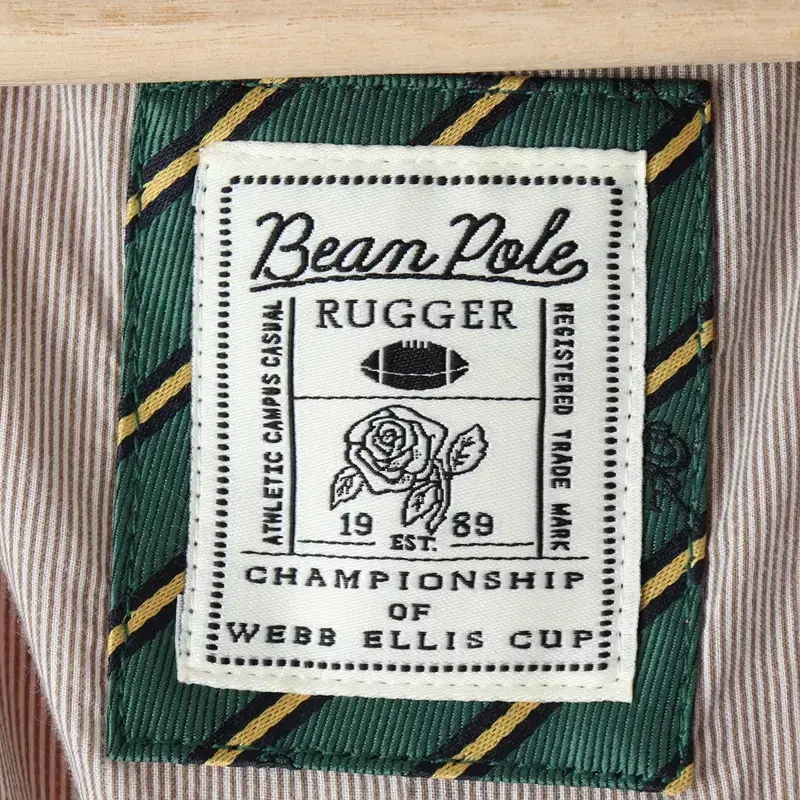 Bean Pole
RUGGER
ATHLETIC CAMPUS CASUAL
REGISTERED TRADE MARK
19 EST. 89
CHAMPIONSHIP
OF
WEBB ELLIS CUP